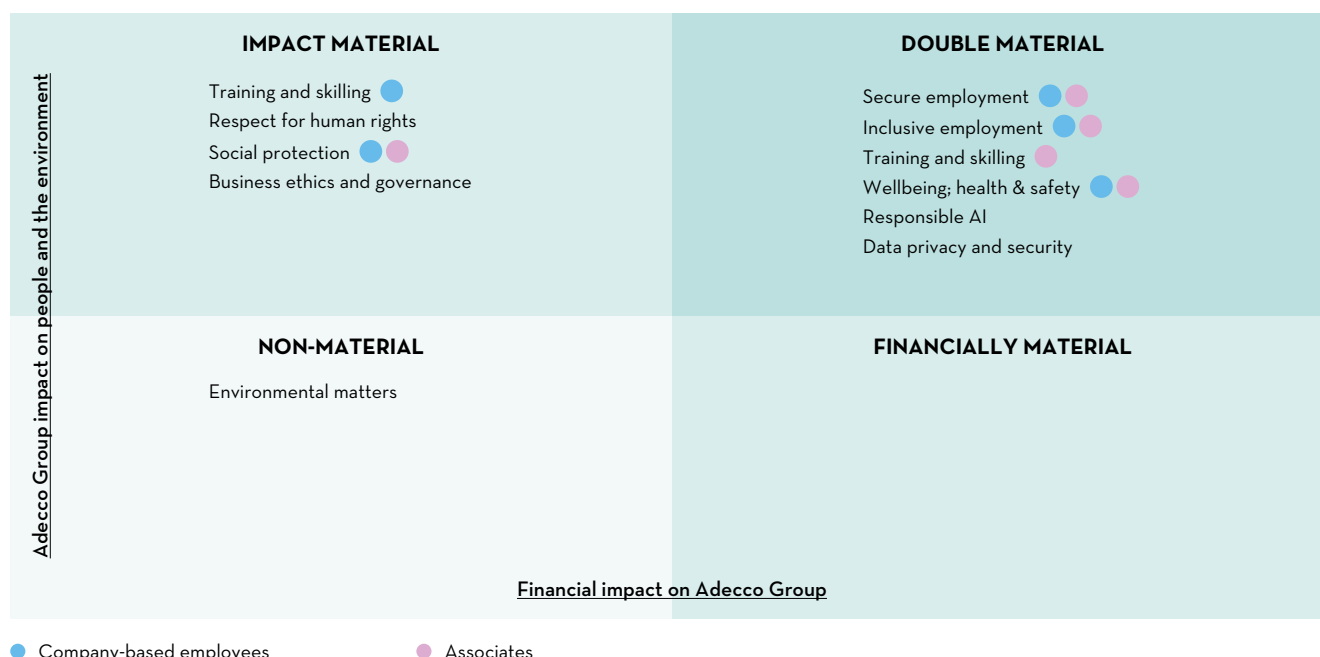 IMPACT MATERIAL
Training and skilling
Respect for human rights
Social protection
Business ethics and governance
DOUBLE MATERIAL
Secure employment
Inclusive employment
Training and skilling
Wellbeing; health & safety
Responsible AI
Data privacy and security
Adecco Group impact on people and the environment
NON-MATERIAL
Environmental matters
FINANCIALLY MATERIAL
Financial impact on Adecco Group
Company-based employees
Associates